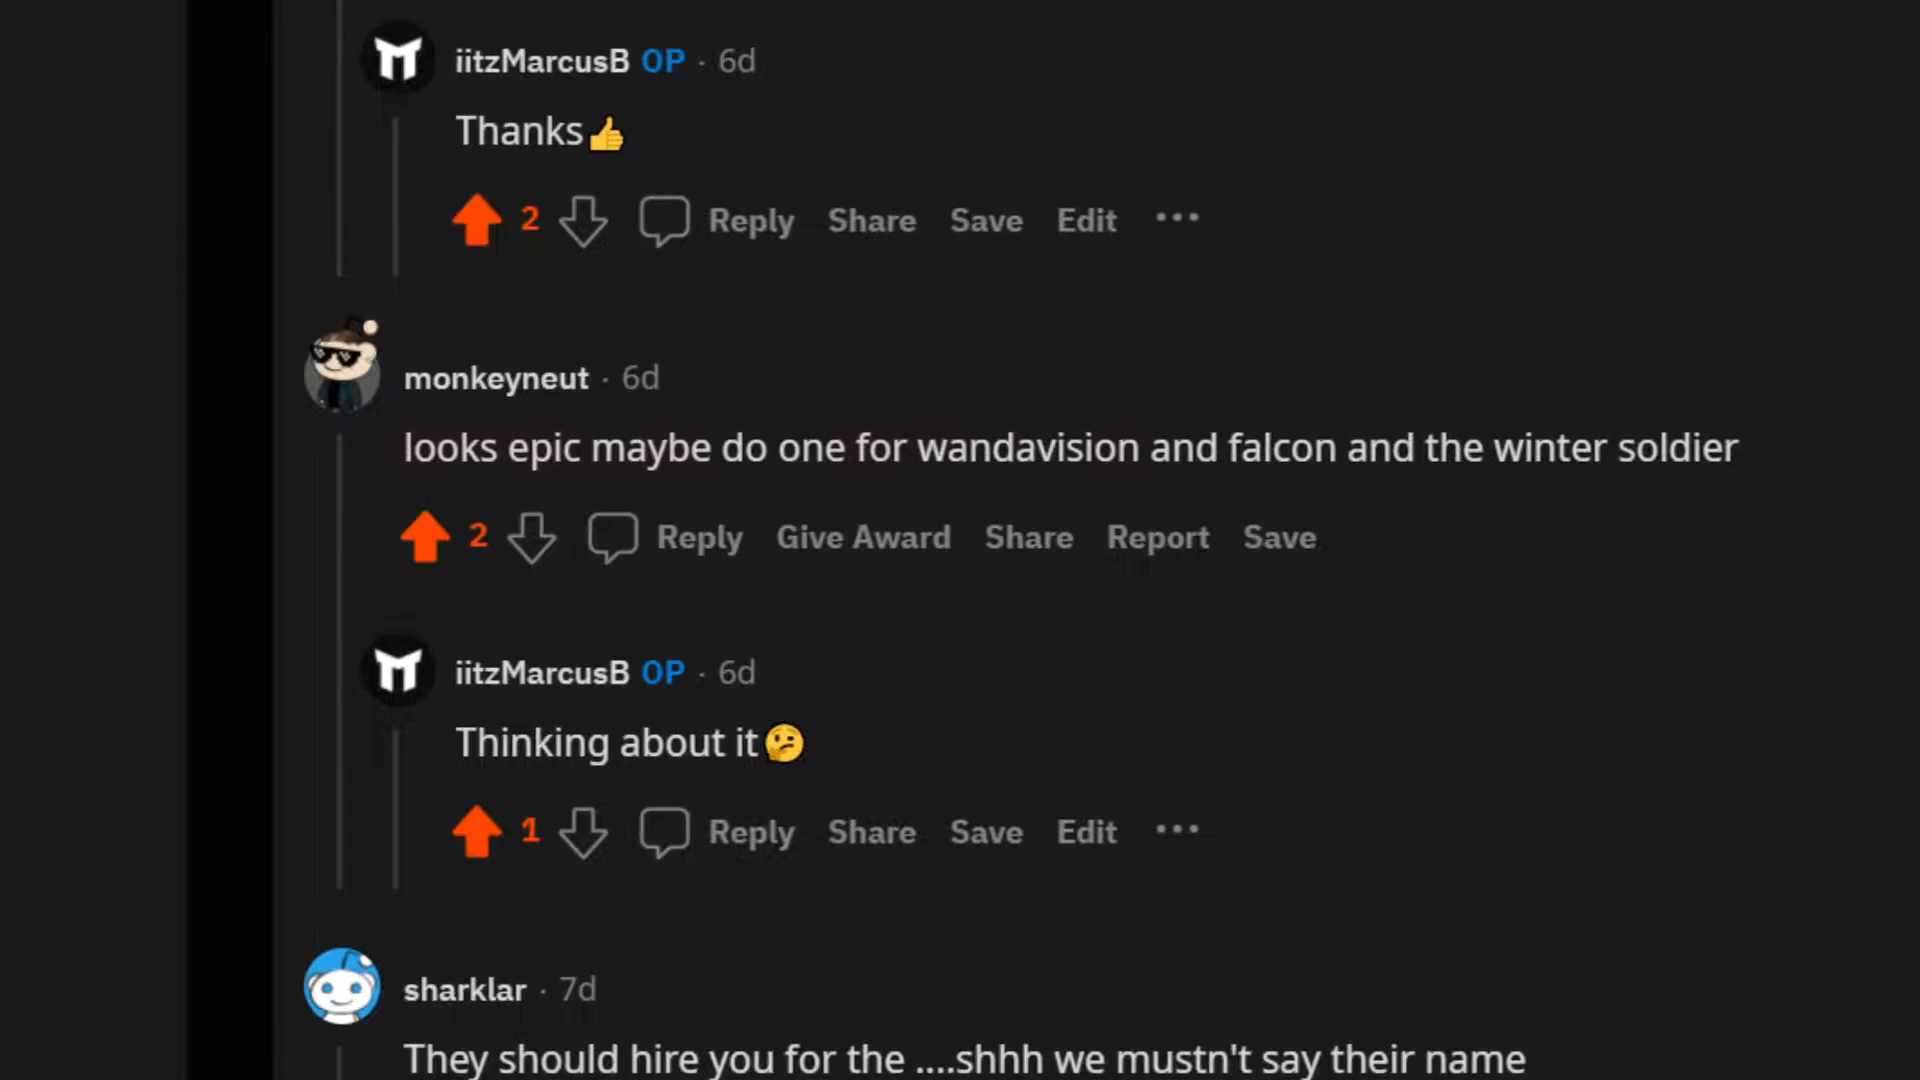 iitzMarcusB OP · 6d
Thanks👍
2 Reply Share Save Edit ...
monkeyneut · 6d
looks epic maybe do one for wandavision and falcon and the winter soldier
2 Reply Give Award Share Report Save
iitzMarcusB OP · 6d
Thinking about it🤔
1 Reply Share Save Edit ...
sharklar · 7d
They should hire you for the ....shhh we mustn't say their name